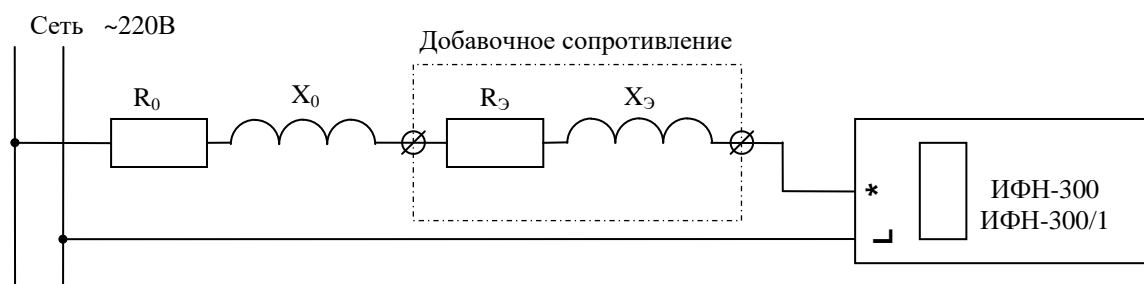 Сеть ~220В
Добавочное сопротивление
R₀ X₀ Rэ Xэ
* ИФН-300
L ИФН-300/1